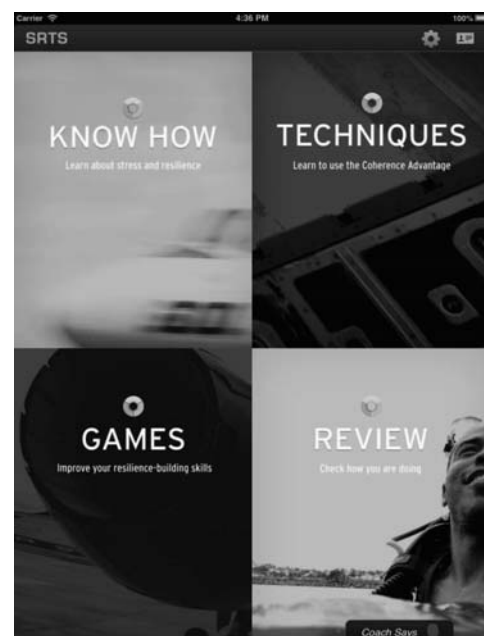 Carrier 4:36 PM 100%
SRTS
KNOW HOW
Learn about stress and resilience
TECHNIQUES
Learn to use the Coherence Advantage
GAMES
Improve your resilience-building skills
REVIEW
Check how you are doing
Coach Says